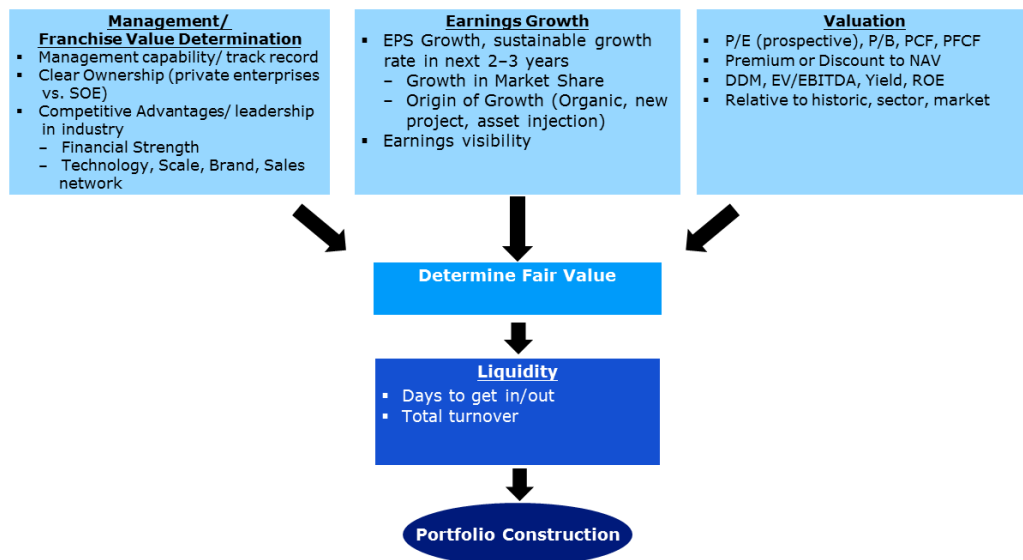 Management/
Franchise Value Determination
▪ Management capability/ track record
▪ Clear Ownership (private enterprises
vs. SOE)
▪ Competitive Advantages/ leadership
in industry
– Financial Strength
– Technology, Scale, Brand, Sales
network
Earnings Growth
▪ EPS Growth, sustainable growth
rate in next 2–3 years
– Growth in Market Share
– Origin of Growth (Organic, new
project, asset injection)
▪ Earnings visibility
Valuation
▪ P/E (prospective), P/B, PCF, PFCF
▪ Premium or Discount to NAV
▪ DDM, EV/EBITDA, Yield, ROE
▪ Relative to historic, sector, market
Determine Fair Value
Liquidity
▪ Days to get in/out
▪ Total turnover
Portfolio Construction